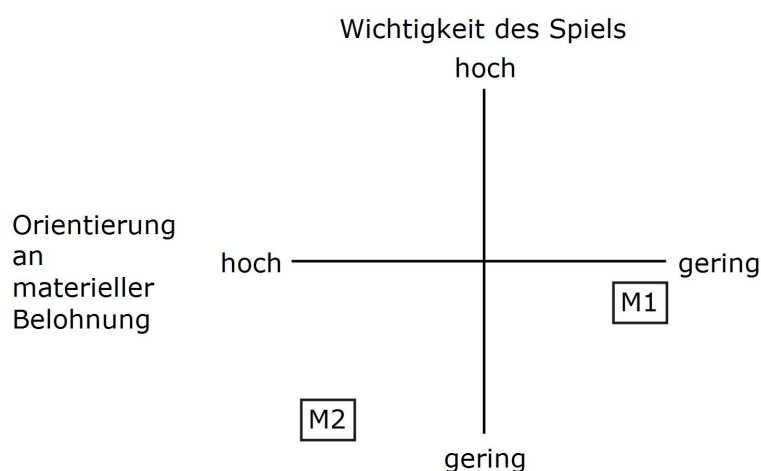 Wichtigkeit des Spiels
hoch
Orientierung
an
materieller
Belohnung
hoch
gering
M1
M2
gering